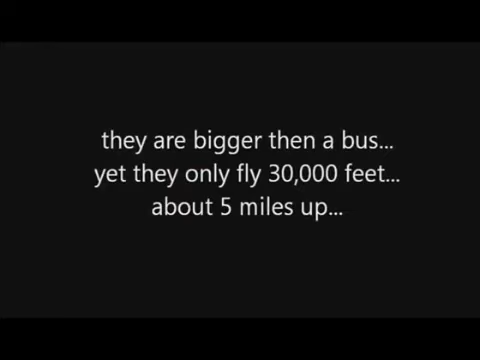 they are bigger then a bus...
yet they only fly 30,000 feet...
about 5 miles up...